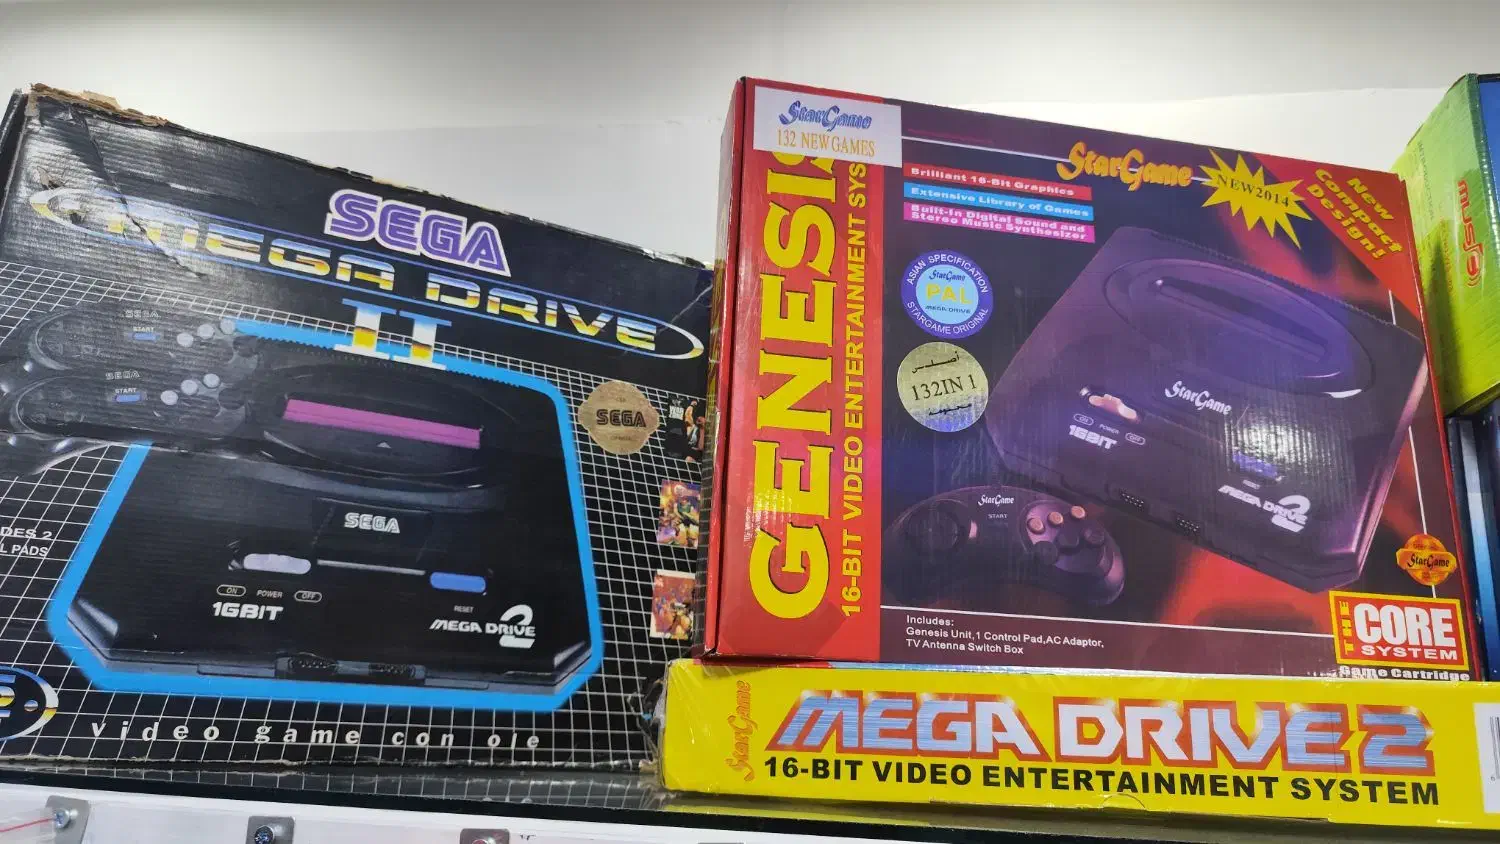 SEGA
MEGA DRIVE
II
SEGA
START
SEGA
START
SEGA
SEGA
ON POWER OFF
16BIT
RESET
MEGA DRIVE
2
DES 2
L PADS
video game con ole
StarGame
132 NEW GAMES
GENESIS
16-BIT VIDEO ENTERTAINMENT SYS
Brilliant 16-Bit Graphics
Extensive Library of Games
Built-In Digital Sound and
Stereo Music Synthesizer
StarGame
NEW2014
New
Compact
Design!
ASIAN SPECIFICATION
StarGame
PAL
MEGA-DRIVE
STARGAME ORIGINAL
132IN 1
StarGame
ON POWER OFF
16BIT
MEGA DRIVE
2
StarGame
START
StarGame
Includes:
Genesis Unit,1 Control Pad,AC Adaptor,
TV Antenna Switch Box
THE
CORE
SYSTEM
Game Cartridge
StarGame
MEGA DRIVE 2
16-BIT VIDEO ENTERTAINMENT SYSTEM